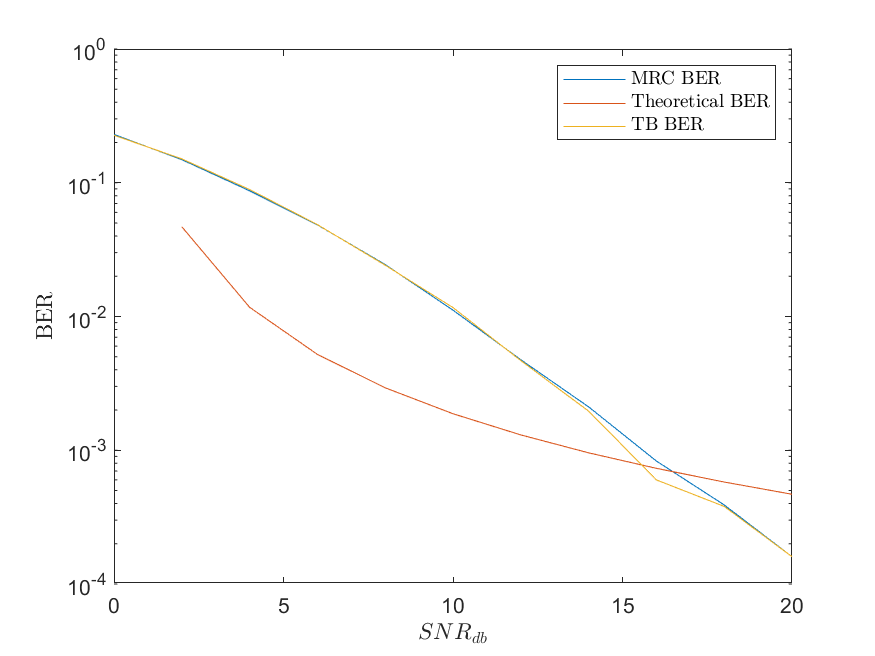 10^0
MRC BER
Theoretical BER
TB BER
10^-1
10^-2
BER
10^-3
10^-4
0 5 10 15 20
SNR_db